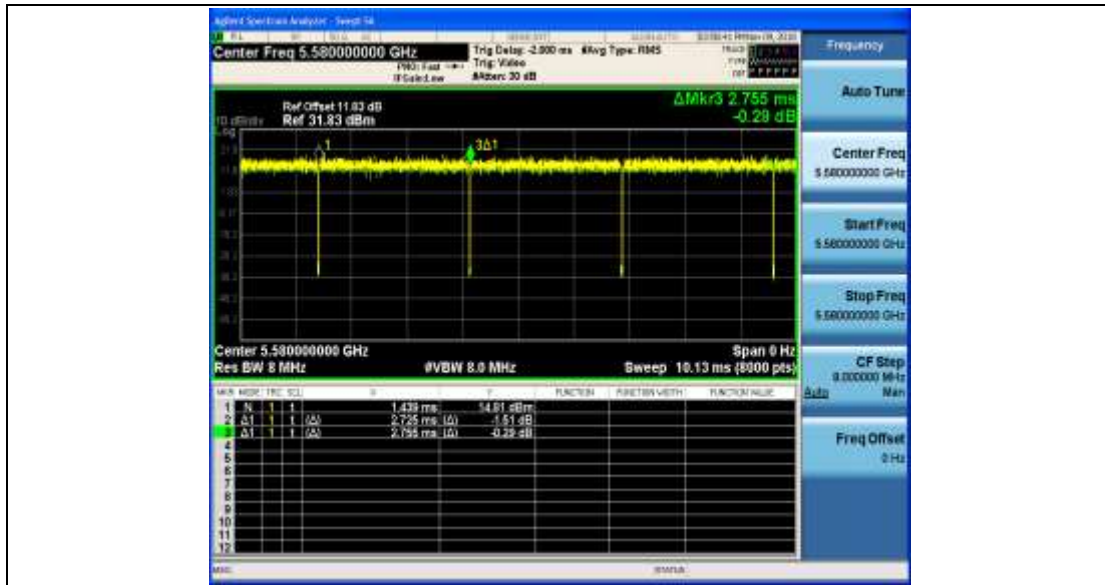 Agilent Spectrum Analyzer - Swept SA
Center Freq 5.580000000 GHz
PNO: Fast
IFGain:Low
Trig Delay: -2.000 ms
Trig: Video
#Atten: 30 dB
#Avg Type: RMS
TRACE
TYPE
DET P P P P P P
ΔMkr3 2.755 ms
-0.29 dB
Ref Offset 11.83 dB
10 dB/div Ref 31.83 dBm
Log
1
3Δ1
Center 5.580000000 GHz
Span 0 Hz
Res BW 8 MHz
#VBW 8.0 MHz
Sweep 10.13 ms (8000 pts)
MKR MODE TRC SCL X Y FUNCTION FUNCTION WIDTH FUNCTION VALUE
1 N 1 t 1.439 ms 14.81 dBm
2 Δ1 1 t (Δ) 2.725 ms (Δ) -1.51 dB
3 Δ1 1 t (Δ) 2.755 ms (Δ) -0.29 dB
4
5
6
7
8
9
10
11
12
MSG
STATUS
Frequency
Auto Tune
Center Freq
5.580000000 GHz
Start Freq
5.580000000 GHz
Stop Freq
5.580000000 GHz
CF Step
8.000000 MHz
Auto Man
Freq Offset
0 Hz